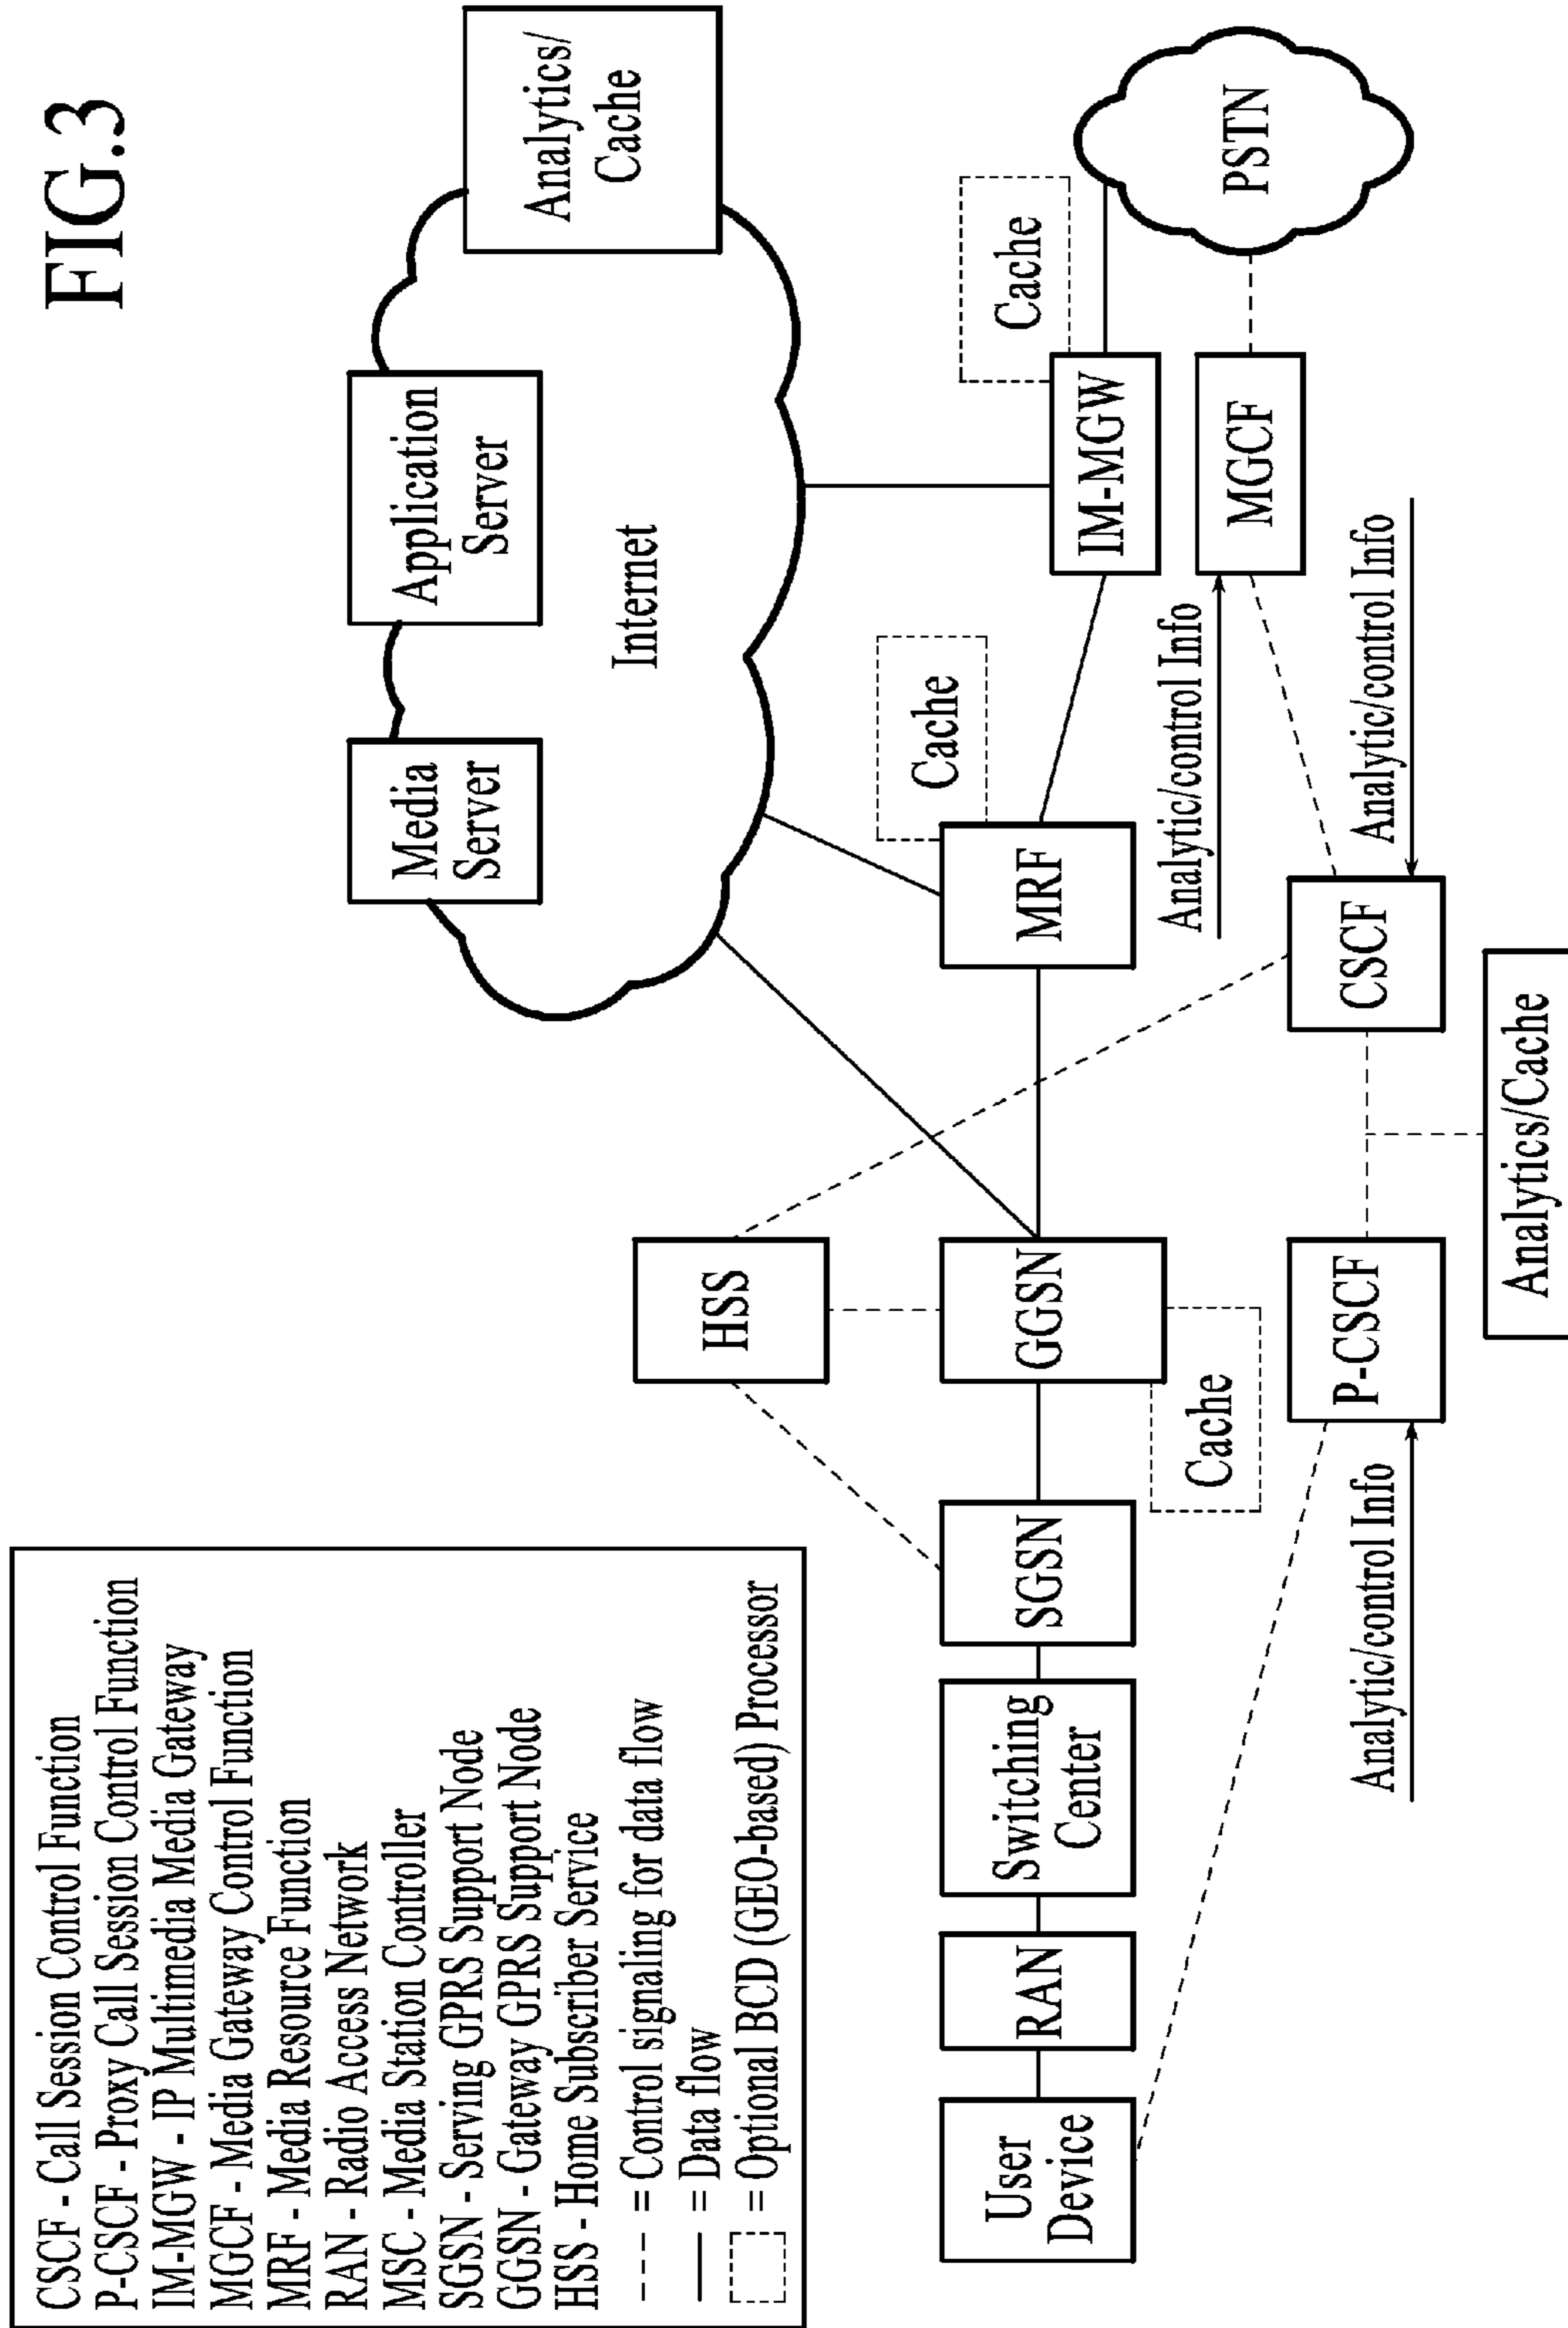 FIG.3
CSCF - Call Session Control Function
P-CSCF - Proxy Call Session Control Function
IM-MGW - IP Multimedia Media Gateway
MGCF - Media Gateway Control Function
MRF - Media Resource Function
RAN - Radio Access Network
MSC - Media Station Controller
SGSN - Serving GPRS Support Node
GGSN - Gateway GPRS Support Node
HSS - Home Subscriber Service
--- = Control signaling for data flow
— = Data flow
= Optional BCD (GEO-based) Processor
Media
Server
Application
Server
Analytics/
Cache
Internet
HSS
User
Device
RAN
Switching
Center
SGSN
GGSN
Cache
MRF
Cache
IM-MGW
Cache
PSTN
Analytic/control Info
MGCF
Analytic/control Info
P-CSCF
CSCF
Analytic/control Info
Analytics/Cache